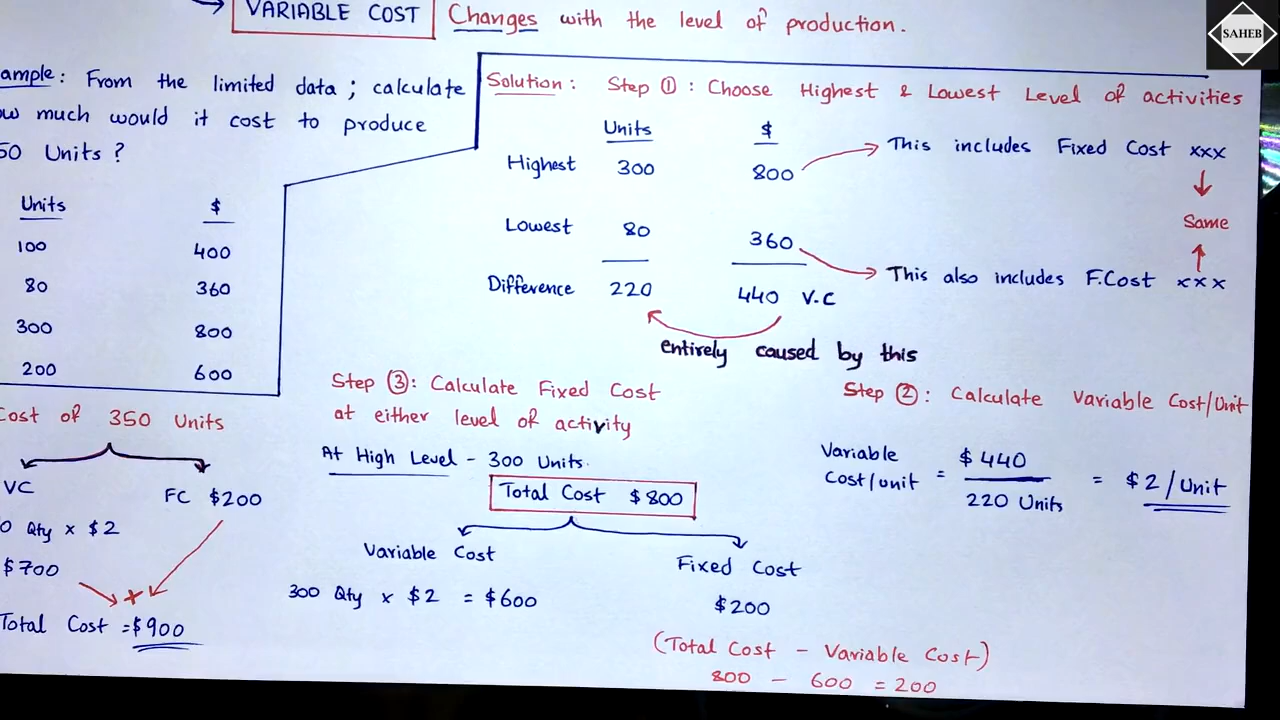 VARIABLE COST Changes with the level of production.
SAHEB
ample: From the limited data; calculate
ow much would it cost to produce
50 Units?
Units $
100 400
80 360
300 800
200 600
Solution: Step ①: Choose Highest & Lowest Level of activities
Units $
Highest 300 800 This includes Fixed Cost xxx
Same
Lowest 80 360
This also includes F.Cost xxx
Difference 220 440 V.C
entirely caused by this
Step ②: Calculate Variable Cost/Unit
Variable
Cost/unit = $440 = $2/Unit
220 Units
Step ③: Calculate Fixed Cost
at either level of activity
At High Level - 300 Units.
Total Cost $800
Variable Cost Fixed Cost
300 Qty x $2 = $600 $200
(Total Cost - Variable Cost)
800 - 600 = 200
Cost of 350 Units
VC FC $200
0 Qty x $2
$700
+
Total Cost = $900